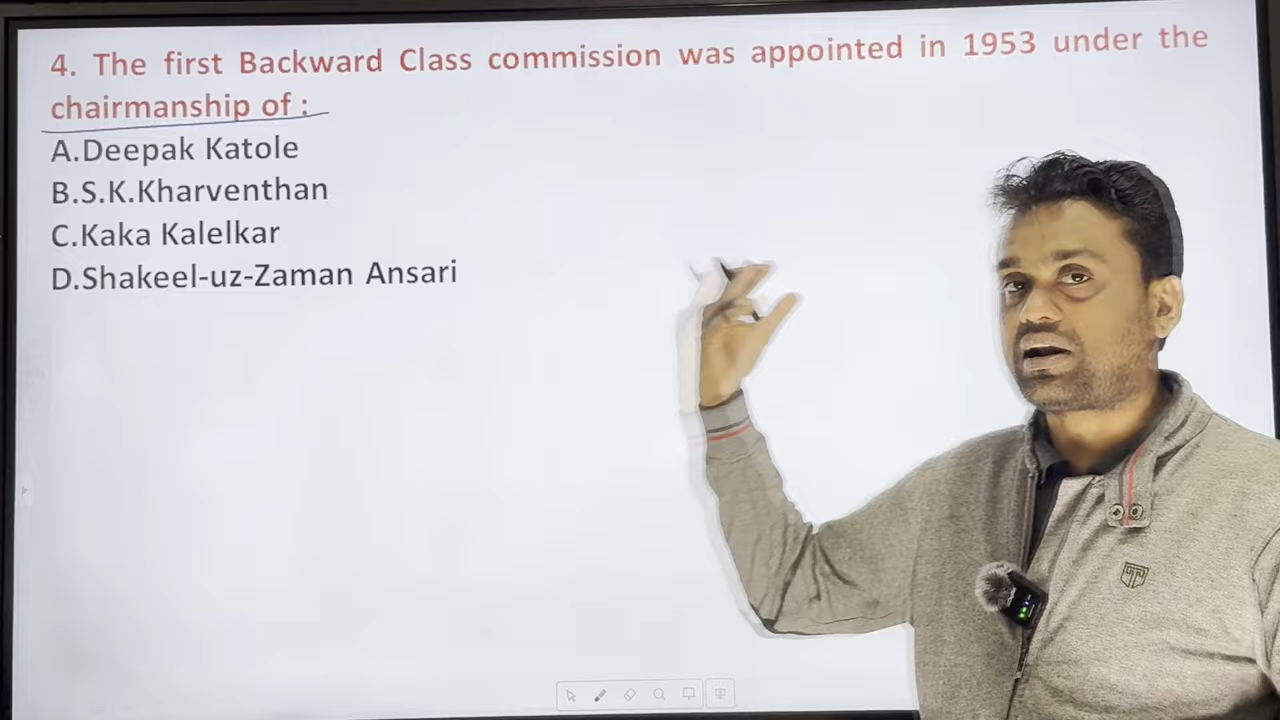 4. The first Backward Class commission was appointed in 1953 under the
chairmanship of :
A.Deepak Katole
B.S.K.Kharventhan
C.Kaka Kalelkar
D.Shakeel-uz-Zaman Ansari